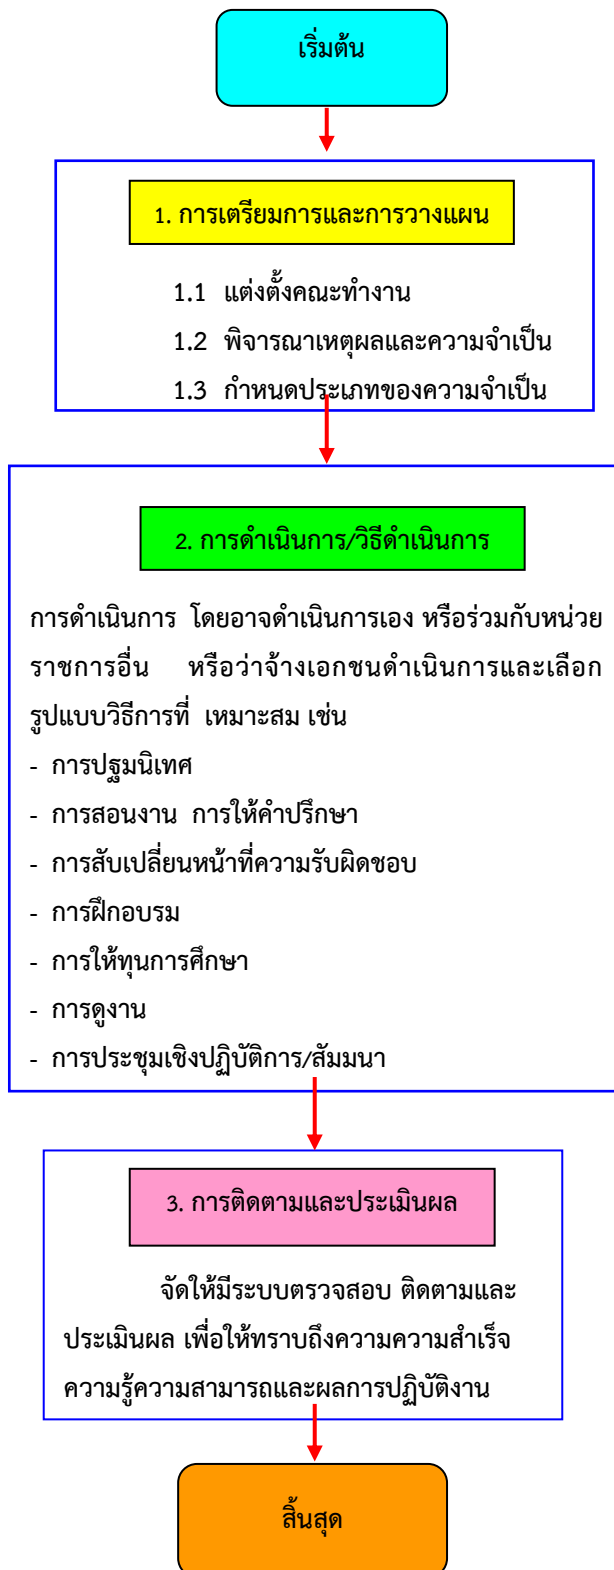 เริ่มต้น
1. การเตรียมการและการวางแผน
1.1 แต่งตั้งคณะทำงาน
1.2 พิจารณาเหตุผลและความจำเป็น
1.3 กำหนดประเภทของความจำเป็น
2. การดำเนินการ/วิธีดำเนินการ
การดำเนินการ โดยอาจดำเนินการเอง หรือร่วมกับหน่วย
ราชการอื่น หรือว่าจ้างเอกชนดำเนินการและเลือก
รูปแบบวิธีการที่ เหมาะสม เช่น
- การปฐมนิเทศ
- การสอนงาน การให้คำปรึกษา
- การสับเปลี่ยนหน้าที่ความรับผิดชอบ
- การฝึกอบรม
- การให้ทุนการศึกษา
- การดูงาน
- การประชุมเชิงปฏิบัติการ/สัมมนา
3. การติดตามและประเมินผล
จัดให้มีระบบตรวจสอบ ติดตามและ
ประเมินผล เพื่อให้ทราบถึงความความสำเร็จ
ความรู้ความสามารถและผลการปฏิบัติงาน
สิ้นสุด